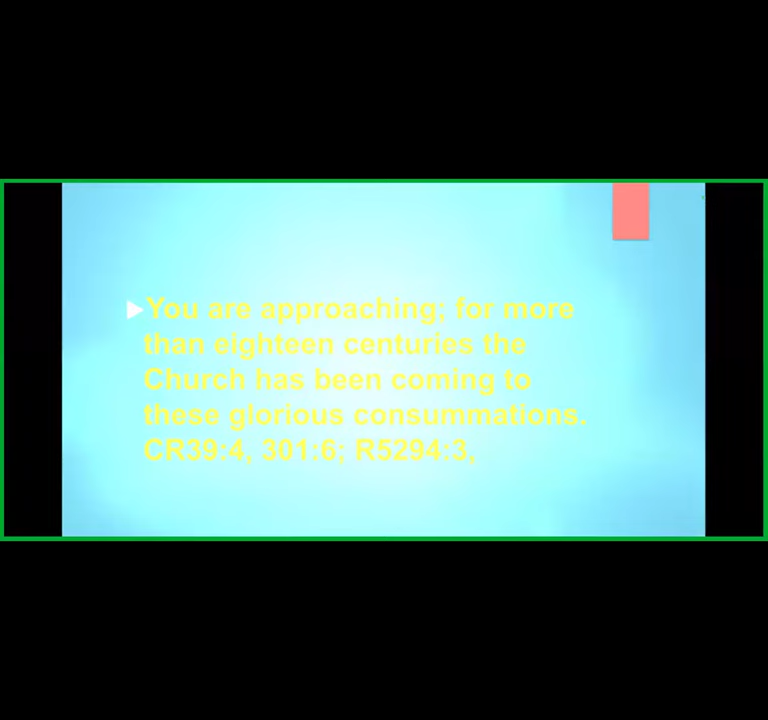 You are approaching; for more
than eighteen centuries the
Church has been coming to
these glorious consummations.
CR39:4, 301:6; R5294:3,